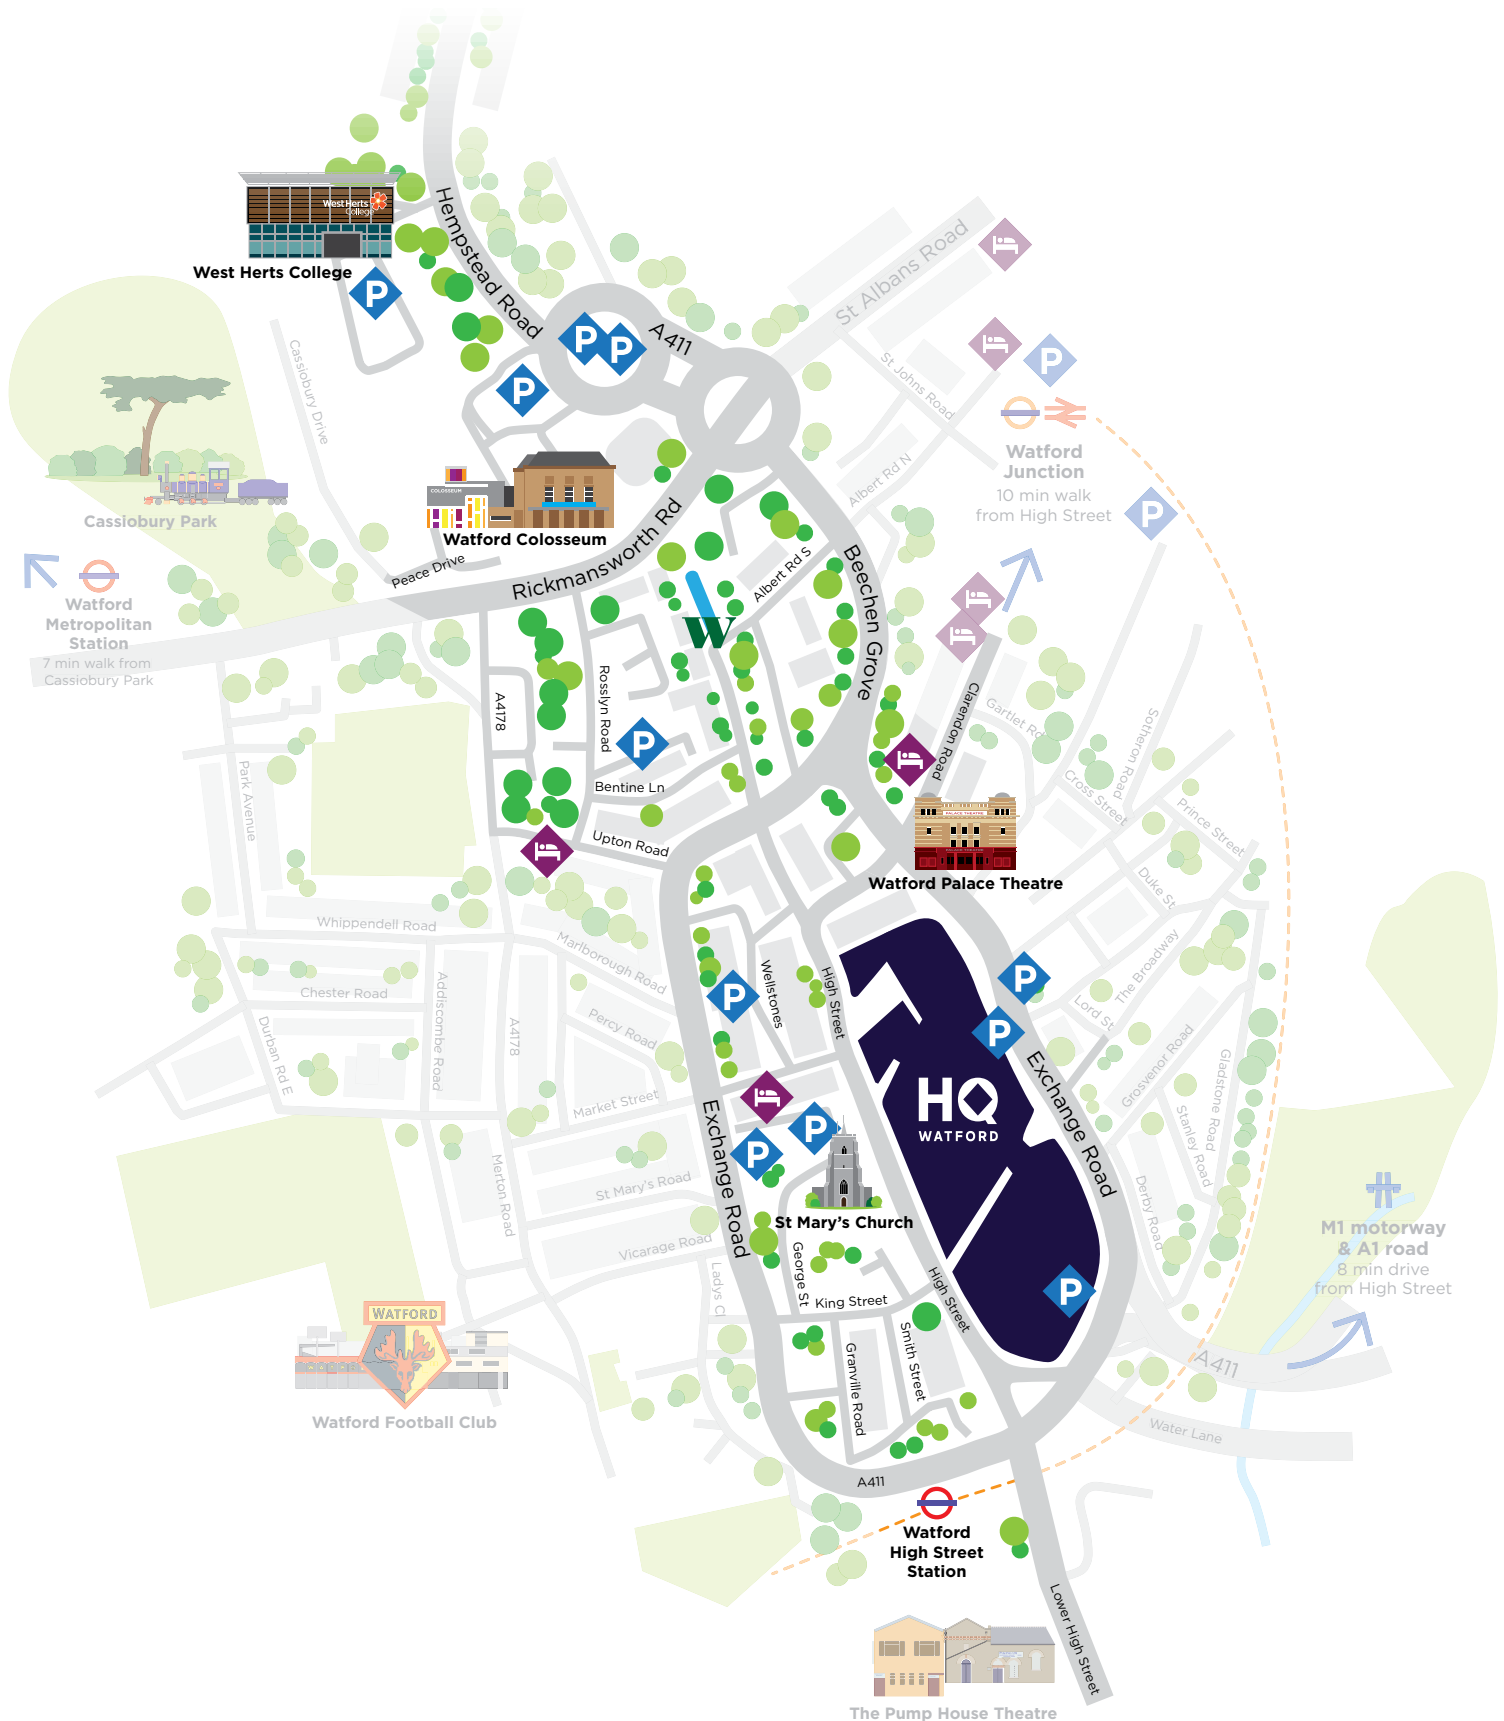 West Herts
College
West Herts College
P
Hempstead Road
P
P
A411
P
St Albans Road
St Johns Road
P
Cassiobury Drive
Watford
Junction
10 min walk
from High Street
P
Albert Rd N
COLOSSEUM
Watford Colosseum
Cassiobury Park
Peace Drive
Rickmansworth Rd
Albert Rd S
Beechen Grove
Watford
Metropolitan
Station
7 min walk from
Cassiobury Park
W
A4178
Rosslyn Road
P
Bentine Ln
Upton Road
Clarendon Road
Gartlet Rd
Sotheron Road
Cross Street
Prince Street
Park Avenue
PALACE THEATRE
PALACE THEATRE
Watford Palace Theatre
Duke St
The Broadway
Lord St
Whippendell Road
Marlborough Road
Chester Road
Addiscombe Road
A4178
Percy Road
Durban Rd E
Market Street
Wellstones
High Street
P
P
P
HQ
WATFORD
Exchange Road
Grosvenor Road
Gladstone Road
Stanley Road
Derby Road
P
P
Exchange Road
St Mary's Road
Merton Road
Vicarage Road
Ladys Cl
St Mary's Church
George St
King Street
High Street
P
M1 motorway
& A1 road
8 min drive
from High Street
WATFORD
Watford Football Club
Granville Road
Smith Street
A411
Water Lane
A411
Watford
High Street
Station
Lower High Street
The Pump House Theatre